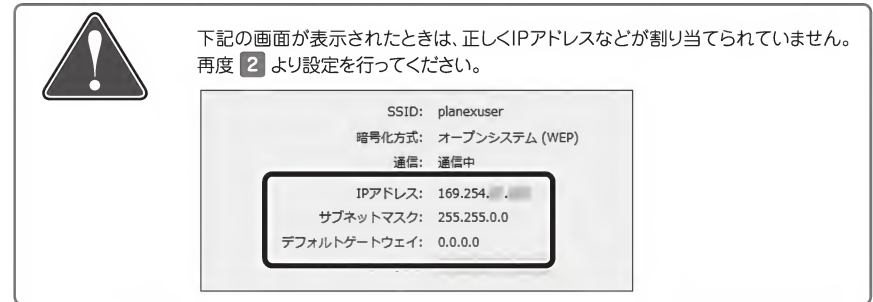 下記の画面が表示されたときは、正しくIPアドレスなどが割り当てられていません。
再度 2 より設定を行ってください。
SSID: planexuser
暗号化方式: オープンシステム (WEP)
通信: 通信中
IPアドレス: 169.254.
サブネットマスク: 255.255.0.0
デフォルトゲートウェイ: 0.0.0.0